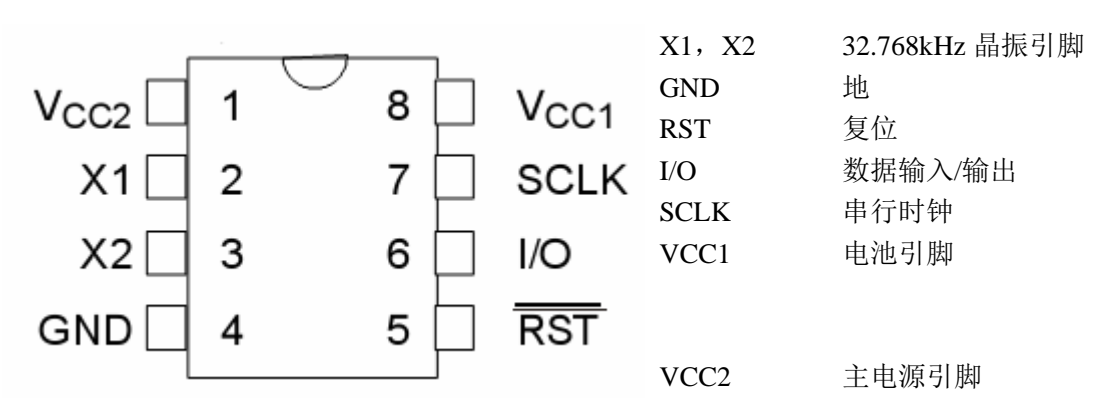 V_CC2 1 8 V_CC1
X1 2 7 SCLK
X2 3 6 I/O
GND 4 5 RST
X1，X2 32.768kHz 晶振引脚
GND 地
RST 复位
I/O 数据输入/输出
SCLK 串行时钟
VCC1 电池引脚
VCC2 主电源引脚